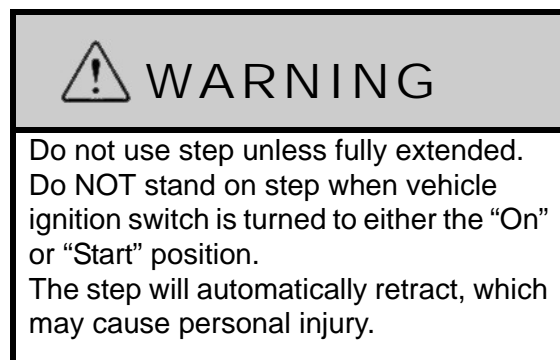 WARNING
Do not use step unless fully extended.
Do NOT stand on step when vehicle
ignition switch is turned to either the “On”
or “Start” position.
The step will automatically retract, which
may cause personal injury.